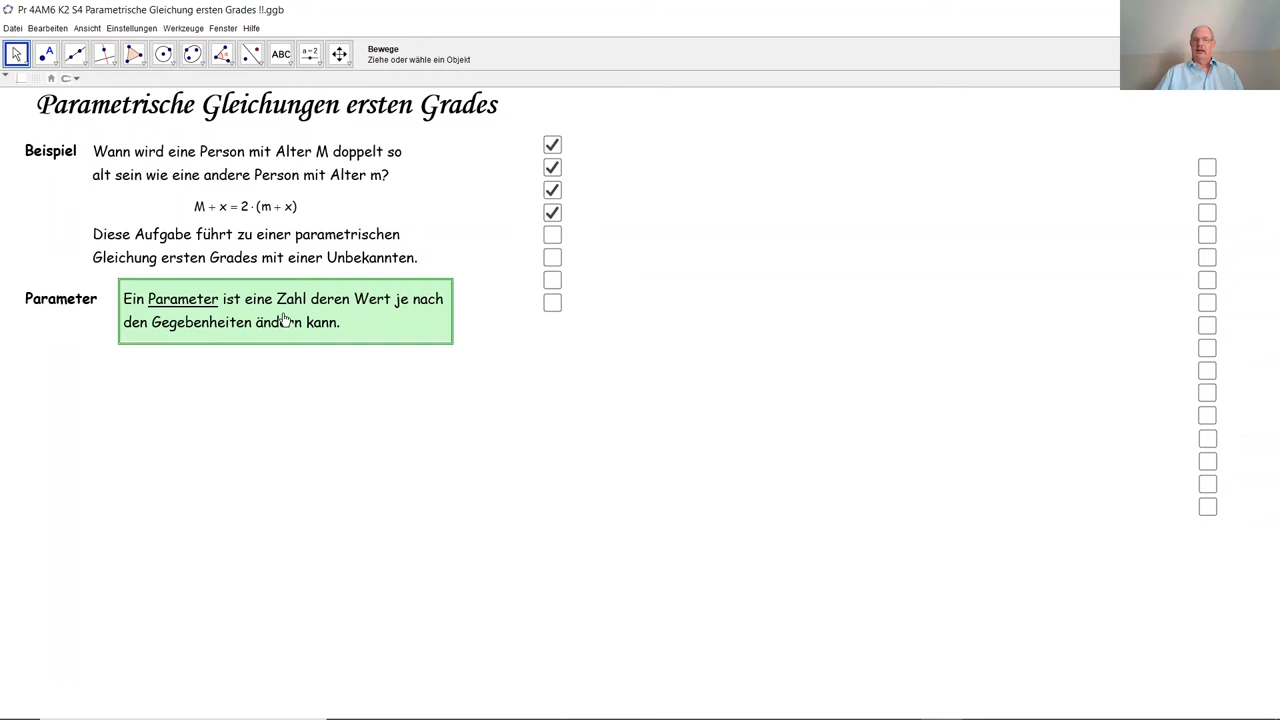 Pr 4AM6 K2 S4 Parametrische Gleichung ersten Grades !!.ggb
Datei Bearbeiten Ansicht Einstellungen Werkzeuge Fenster Hilfe
A
ABC
a=2
Bewege
Ziehe oder wähle ein Objekt
Parametrische Gleichungen ersten Grades
Beispiel Wann wird eine Person mit Alter M doppelt so
alt sein wie eine andere Person mit Alter m?
M + x = 2 · (m + x)
Diese Aufgabe führt zu einer parametrischen
Gleichung ersten Grades mit einer Unbekannten.
Parameter Ein Parameter ist eine Zahl deren Wert je nach
den Gegebenheiten ändern kann.